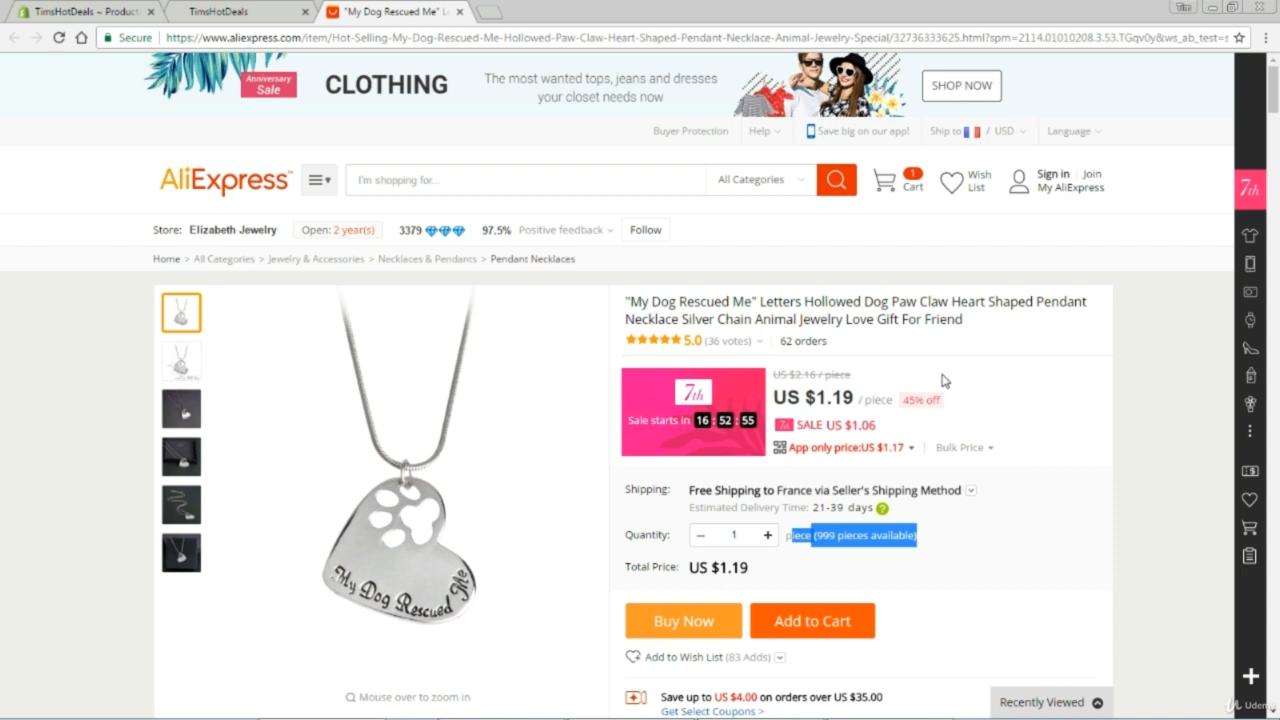 TimsHotDeals ~ Product
TimsHotDeals
"My Dog Rescued Me" L
Secure
https://www.aliexpress.com/item/Hot-Selling-My-Dog-Rescued-Me-Hollowed-Paw-Claw-Heart-Shaped-Pendant-Necklace-Animal-Jewelry-Special/32736333625.html?spm=2114.01010208.3.53.TGqv0y&ws_ab_test=s
Anniversary
Sale
CLOTHING
The most wanted tops, jeans and dresses
your closet needs now
SHOP NOW
Buyer Protection Help Save big on our app! Ship to / USD Language
AliExpress™
I'm shopping for...
All Categories
1
Cart
Wish
List
Sign in Join
My AliExpress
Store: Elizabeth Jewelry Open: 2 year(s) 3379 97.5% Positive feedback Follow
Home > All Categories > Jewelry & Accessories > Necklaces & Pendants > Pendant Necklaces
"My Dog Rescued Me" Letters Hollowed Dog Paw Claw Heart Shaped Pendant
Necklace Silver Chain Animal Jewelry Love Gift For Friend
5.0 (36 votes) 62 orders
7th
Sale starts in 16 : 52 : 55
US $2.16 / piece
US $1.19 / piece 45% off
7th SALE US $1.06
App only price:US $1.17 Bulk Price
Shipping: Free Shipping to France via Seller's Shipping Method
Estimated Delivery Time: 21-39 days ?
Quantity: – 1 + piece (999 pieces available)
Total Price: US $1.19
Buy Now
Add to Cart
Add to Wish List (83 Adds)
Save up to US $4.00 on orders over US $35.00
Get Select Coupons >
My Dog Rescued Me
Mouse over to zoom in
7th
Recently Viewed
Udemy